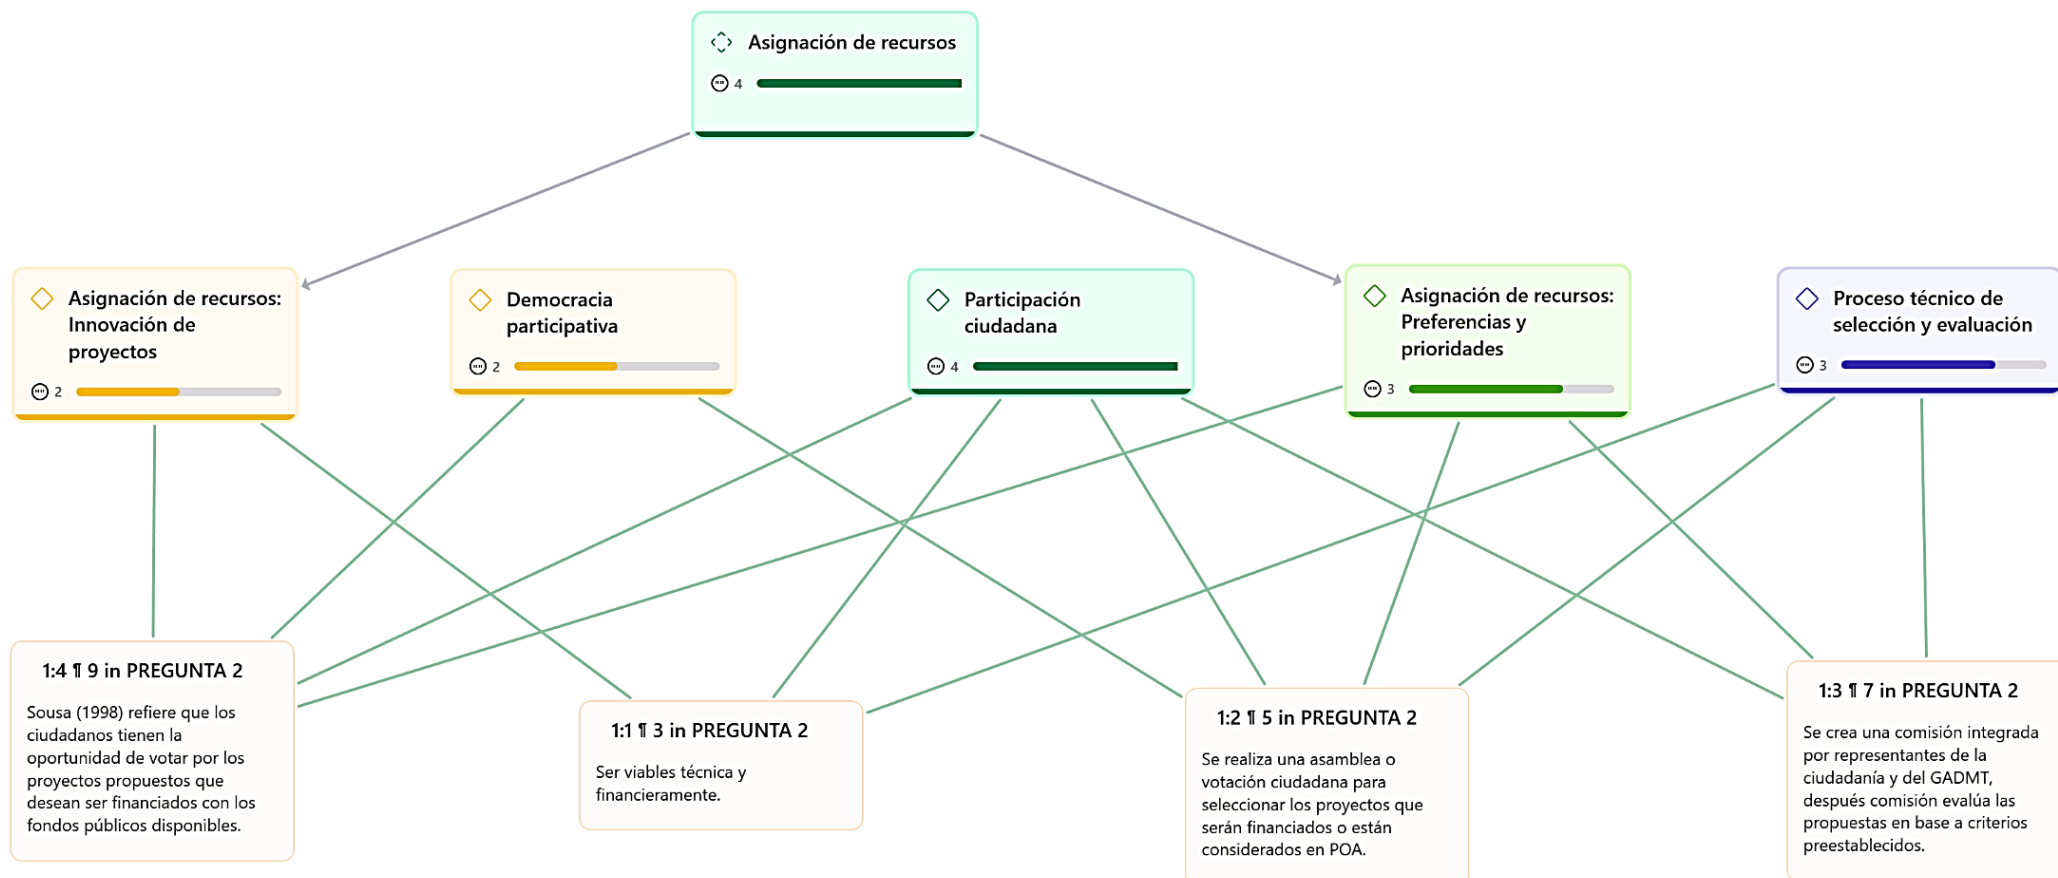 Asignación de recursos
4
Asignación de recursos:
Innovación de
proyectos
2
Democracia
participativa
2
Participación
ciudadana
4
Asignación de recursos:
Preferencias y
prioridades
3
Proceso técnico de
selección y evaluación
3
1:4 ¶ 9 in PREGUNTA 2
Sousa (1998) refiere que los
ciudadanos tienen la
oportunidad de votar por los
proyectos propuestos que
desean ser financiados con los
fondos públicos disponibles.
1:1 ¶ 3 in PREGUNTA 2
Ser viables técnica y
financieramente.
1:2 ¶ 5 in PREGUNTA 2
Se realiza una asamblea o
votación ciudadana para
seleccionar los proyectos que
serán financiados o están
considerados en POA.
1:3 ¶ 7 in PREGUNTA 2
Se crea una comisión integrada
por representantes de la
ciudadanía y del GADMT,
después comisión evalúa las
propuestas en base a criterios
preestablecidos.